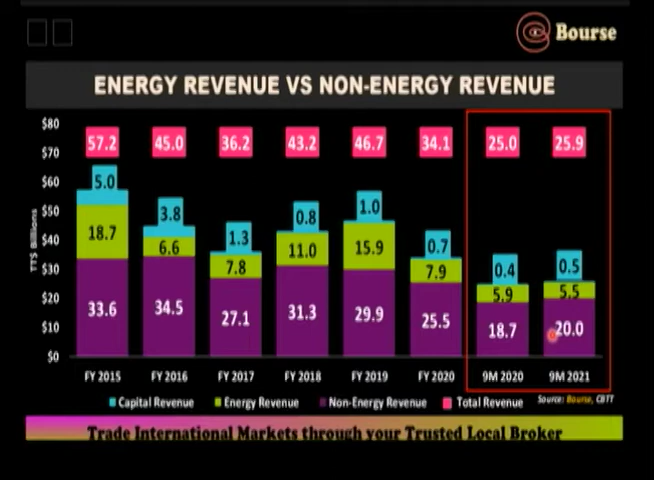 Bourse
ENERGY REVENUE VS NON-ENERGY REVENUE
TT$ Billions
$80
$70
$60
$50
$40
$30
$20
$10
$0
57.2 45.0 36.2 43.2 46.7 34.1 25.0 25.9
5.0 3.8 1.3 0.8 1.0 0.7 0.4 0.5
18.7 6.6 7.8 11.0 15.9 7.9 5.9 5.5
33.6 34.5 27.1 31.3 29.9 25.5 18.7 20.0
FY 2015 FY 2016 FY 2017 FY 2018 FY 2019 FY 2020 9M 2020 9M 2021
Capital Revenue Energy Revenue Non-Energy Revenue Total Revenue
Source: Bourse, CBTT
Trade International Markets through your Trusted Local Broker